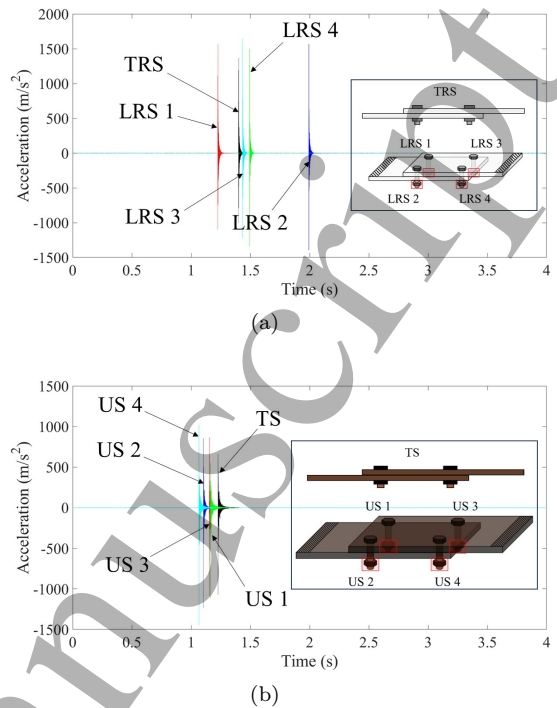 2000
1500
1000
500
0
-500
-1000
-1500
Acceleration (m/s²)
0 0.5 1 1.5 2 2.5 3 3.5 4
Time (s)
LRS 4
TRS
LRS 1
LRS 3
LRS 2
TRS
LRS 1 LRS 3
LRS 2 LRS 4
(a)
1500
1000
500
0
-500
-1000
-1500
Acceleration (m/s²)
0 0.5 1 1.5 2 2.5 3 3.5 4
Time (s)
US 4
TS
US 2
US 3
US 1
TS
US 1 US 3
US 2 US 4
(b)
nuscript